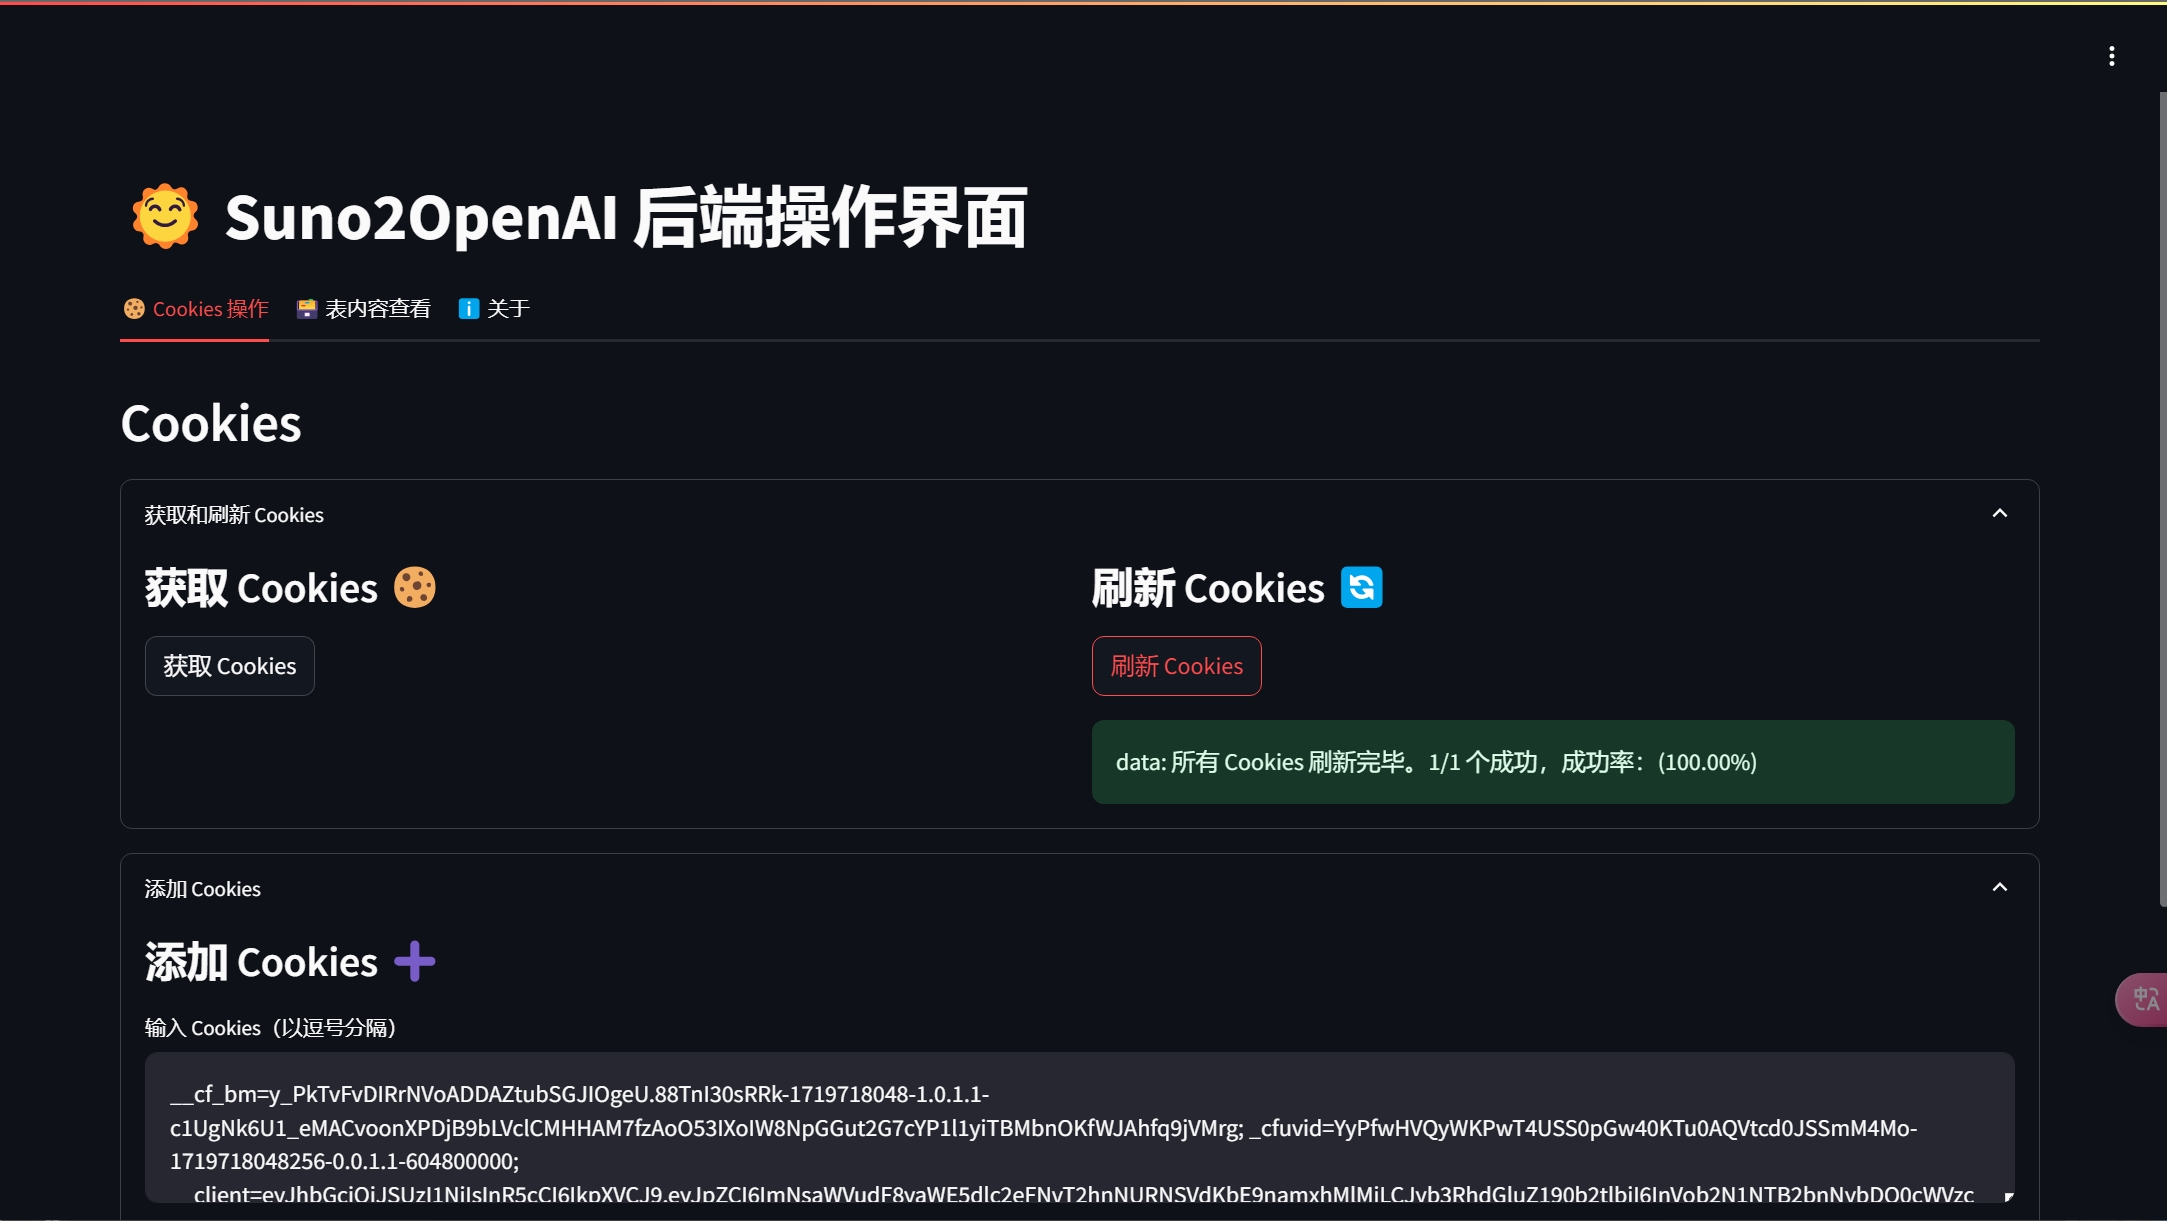 Suno2OpenAI 后端操作界面
Cookies 操作
表内容查看
关于
Cookies
获取和刷新 Cookies
获取 Cookies
刷新 Cookies
获取 Cookies
刷新 Cookies
data: 所有 Cookies 刷新完毕。1/1 个成功，成功率：(100.00%)
添加 Cookies
添加 Cookies
输入 Cookies（以逗号分隔）
__cf_bm=y_PkTvFvDIRrNVoADDAZtubSGJIOgeU.88TnI30sRRk-1719718048-1.0.1.1-
c1UgNk6U1_eMACvoonXPDjB9bLVclCMHHAM7fzAoO53IXoIW8NpGGut2G7cYP1l1yiTBMbnOKfWJAhfq9jVMrg; _cfuvid=YyPfwHVQyWKPwT4USS0pGw40KTu0AQVtcd0JSSmM4Mo-
1719718048256-0.0.1.1-604800000;